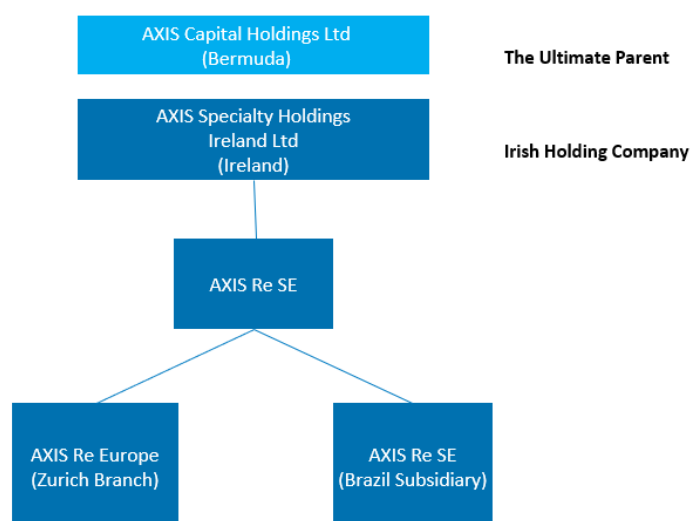 AXIS Capital Holdings Ltd
(Bermuda)
The Ultimate Parent
AXIS Specialty Holdings
Ireland Ltd
(Ireland)
Irish Holding Company
AXIS Re SE
AXIS Re Europe
(Zurich Branch)
AXIS Re SE
(Brazil Subsidiary)